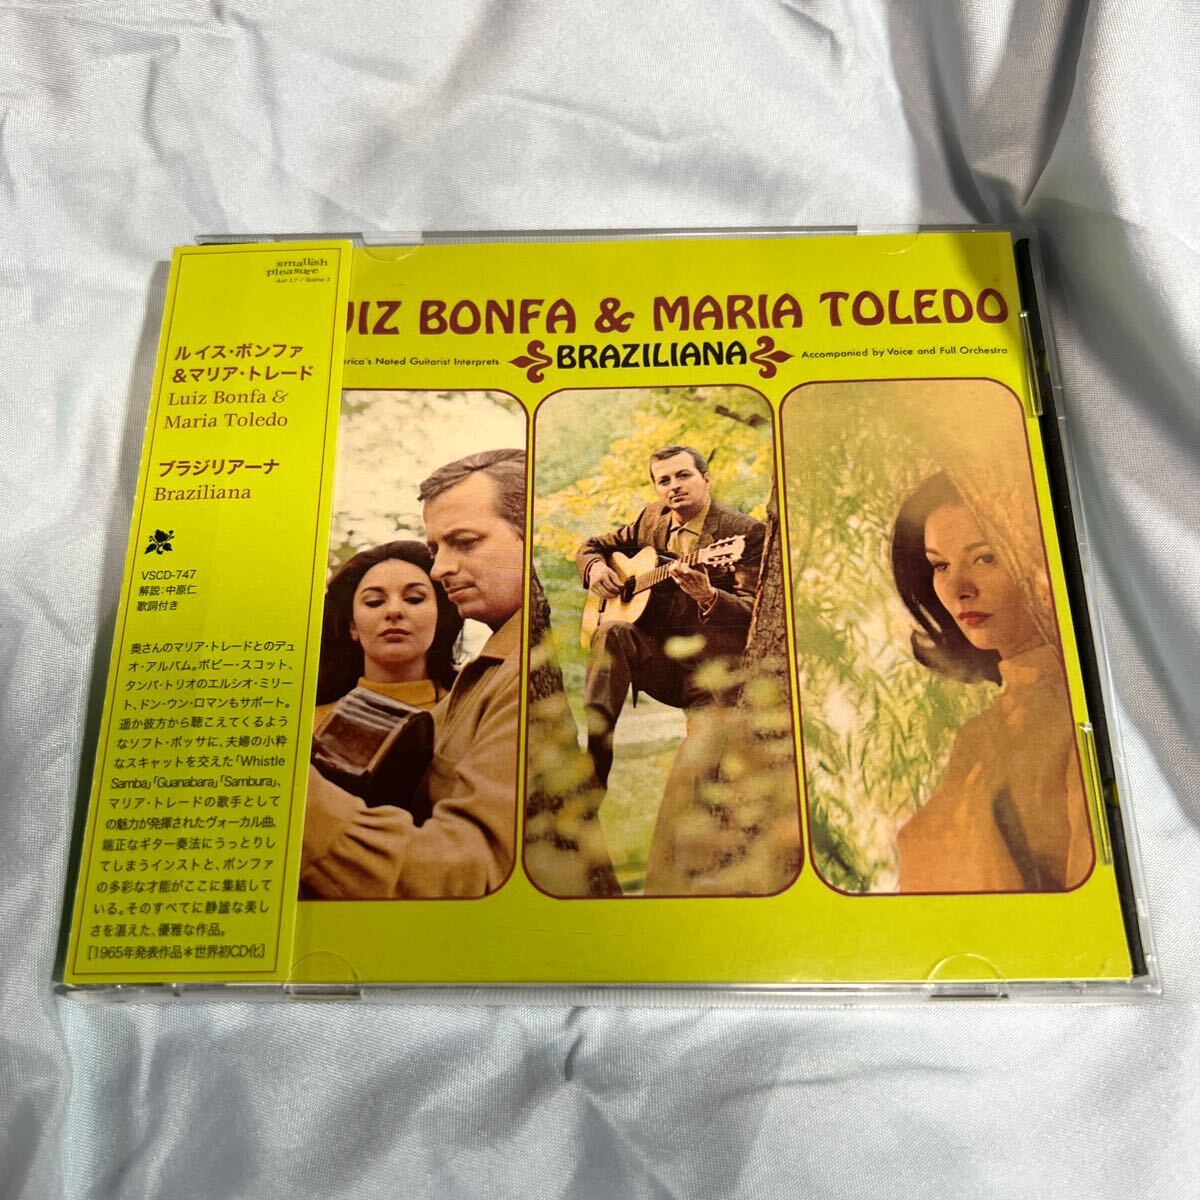 smallish
pleasure
Act 17 / Scene 1
ルイス・ボンファ
&マリア・トレード
Luiz Bonfa &
Maria Toledo
ブラジリアーナ
Braziliana
VSCD-747
解説:中原仁
歌詞付き
奥さんのマリア・トレードとのデュ
オ・アルバム。ボビー・スコット、
タンバ・トリオのエルシオ・ミリー
ト、ドン・ウン・ロマンもサポート。
遥か彼方から聴こえてくるよう
なソフト・ボッサに、夫婦の小粋
なスキャットを交えた「Whistle
Samba」「Guanabara」「Sambura」、
マリア・トレードの歌手として
の魅力が発揮されたヴォーカル曲、
端正なギター奏法にうっとりし
てしまうインストと、ボンファ
の多彩な才能がここに集結して
いる。そのすべてに静謐な美し
さを湛えた、優雅な作品。
[1965年発表作品＊世界初CD化]
UIZ BONFA & MARIA TOLEDO
erica's Noted Guitarist Interprets BRAZILIANA Accompanied by Voice and Full Orchestra